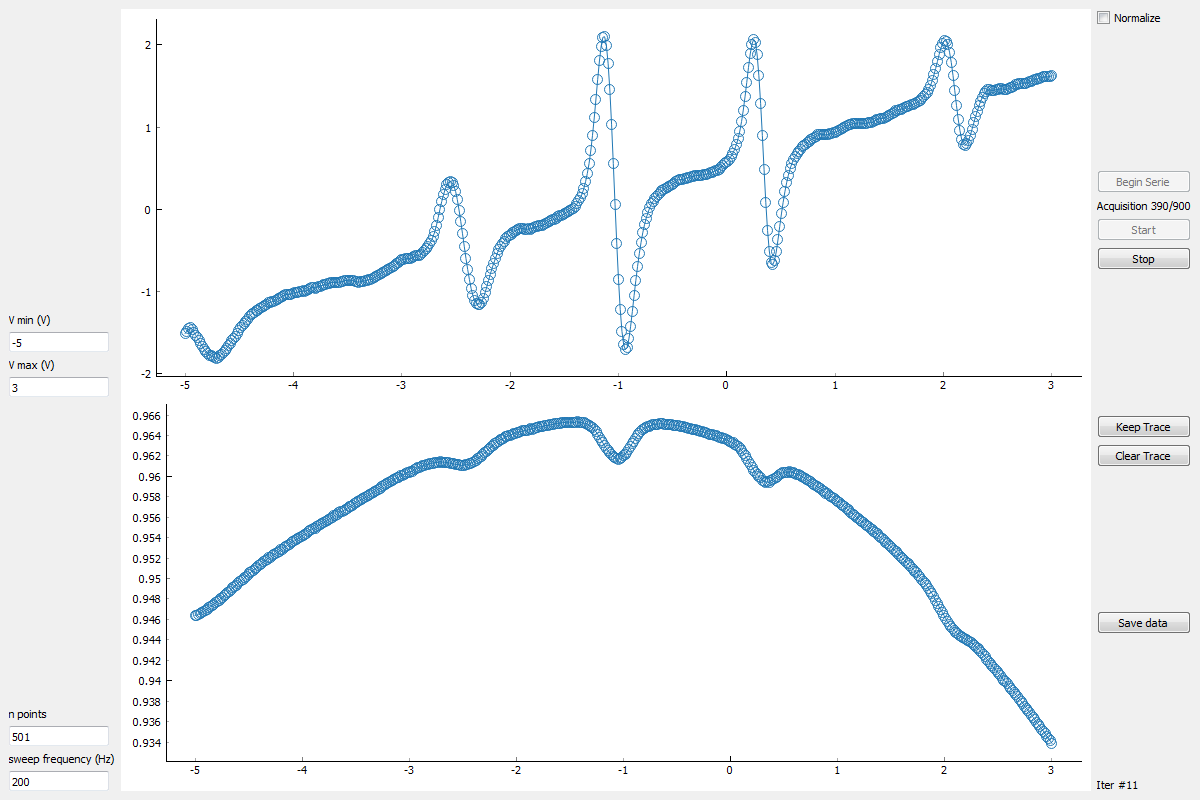 Normalize
2
1
0
-1
-2
-5 -4 -3 -2 -1 0 1 2 3
Begin Serie
Acquisition 390/900
Start
Stop
V min (V)
-5
V max (V)
3
0.966
0.964
0.962
0.96
0.958
0.956
0.954
0.952
0.95
0.948
0.946
0.944
0.942
0.94
0.938
0.936
0.934
-5 -4 -3 -2 -1 0 1 2 3
Keep Trace
Clear Trace
Save data
n points
501
sweep frequency (Hz)
200
Iter #11